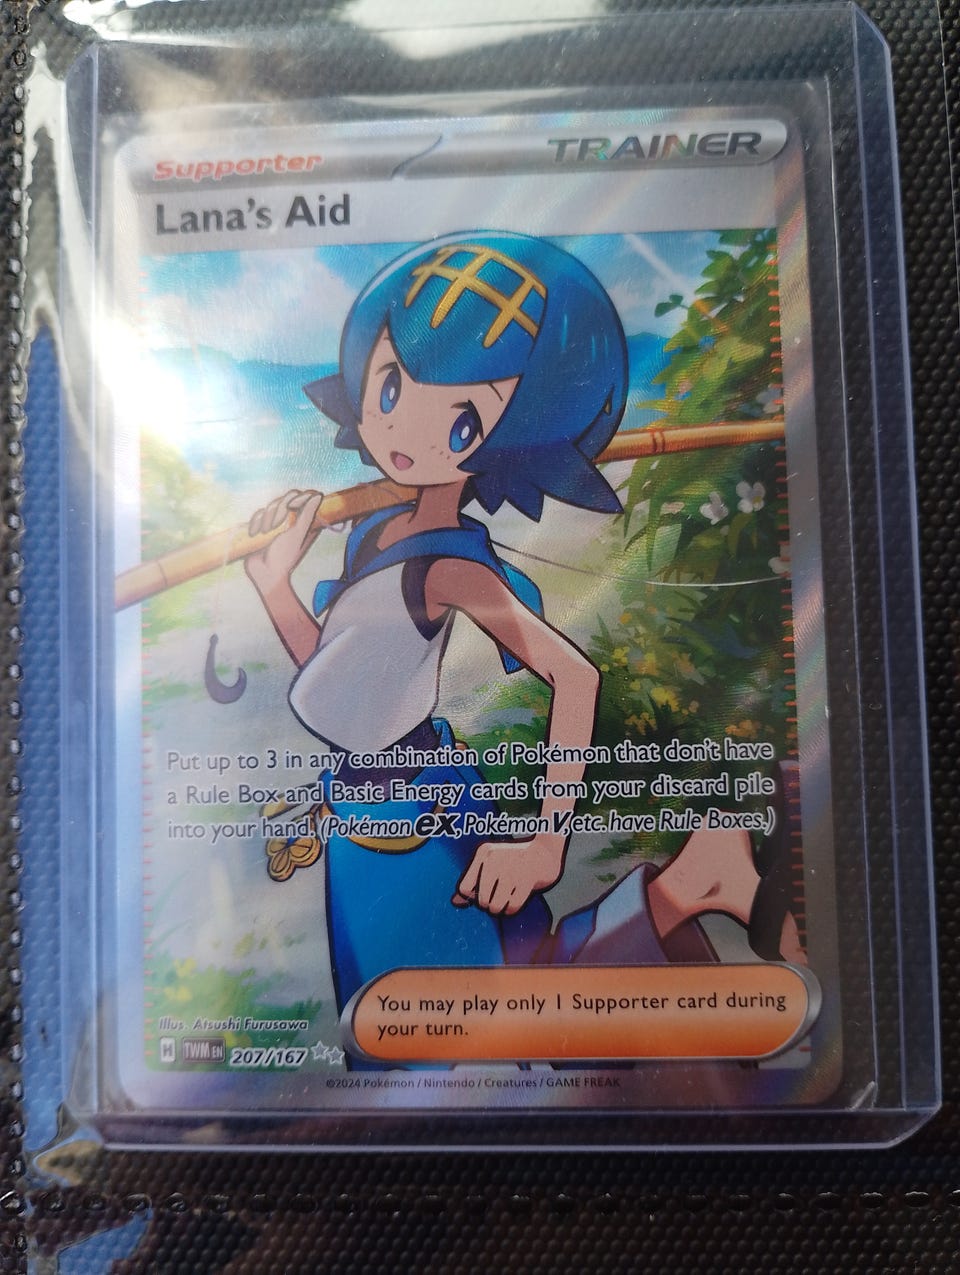 Supporter
TRAINER
Lana's Aid
Put up to 3 in any combination of Pokémon that don't have
a Rule Box and Basic Energy cards from your discard pile
into your hand. (Pokémon ex, Pokémon V, etc. have Rule Boxes.)
You may play only 1 Supporter card during
your turn.
Illus. Atsushi Furusawa
H TWM EN 207/167
©2024 Pokémon / Nintendo / Creatures / GAME FREAK